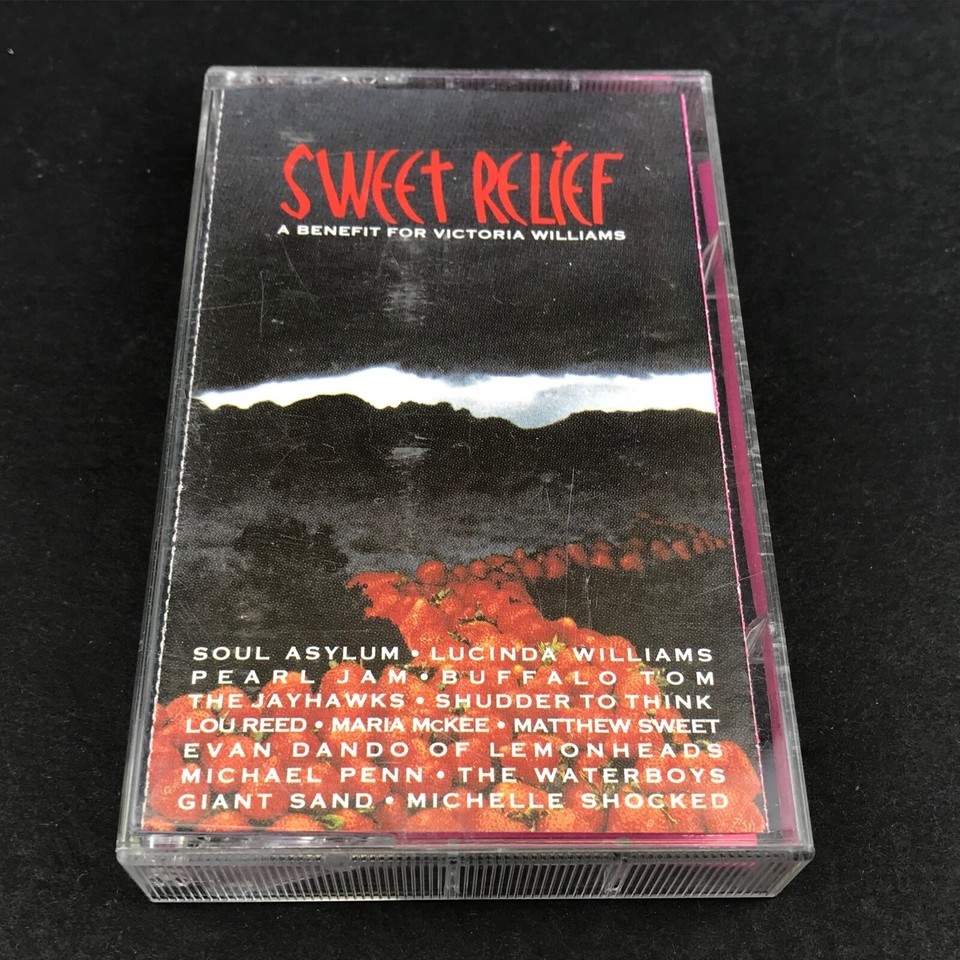 SWEET RELIEF
A BENEFIT FOR VICTORIA WILLIAMS
SOUL ASYLUM • LUCINDA WILLIAMS
PEARL JAM • BUFFALO TOM
THE JAYHAWKS • SHUDDER TO THINK
LOU REED • MARIA McKEE • MATTHEW SWEET
EVAN DANDO OF LEMONHEADS
MICHAEL PENN • THE WATERBOYS
GIANT SAND • MICHELLE SHOCKED